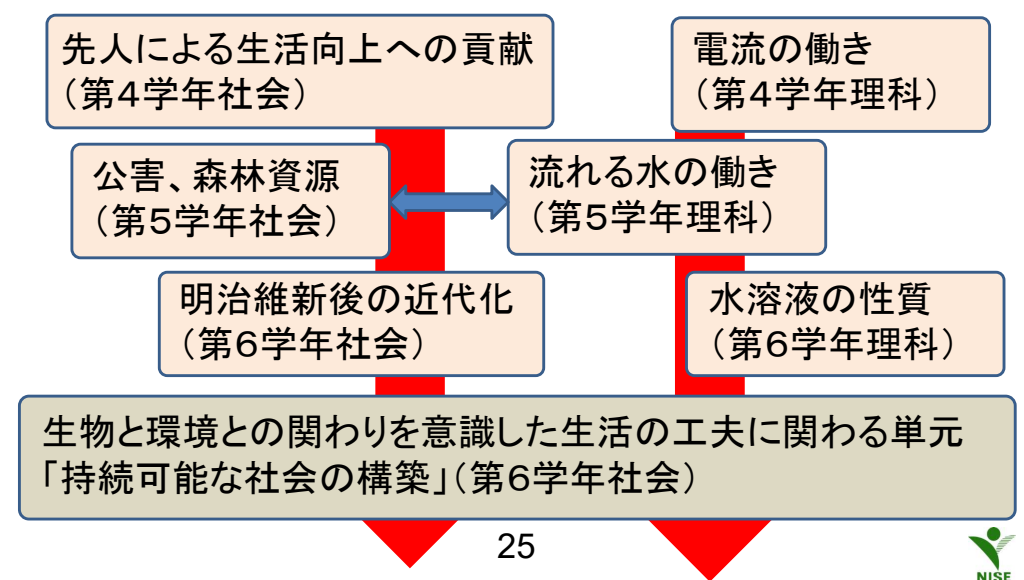 先人による生活向上への貢献
（第４学年社会）
電流の働き
（第４学年理科）
公害、森林資源
（第５学年社会）
流れる水の働き
（第５学年理科）
明治維新後の近代化
（第６学年社会）
水溶液の性質
（第６学年理科）
生物と環境との関わりを意識した生活の工夫に関わる単元
「持続可能な社会の構築」（第６学年社会）
25
NISE